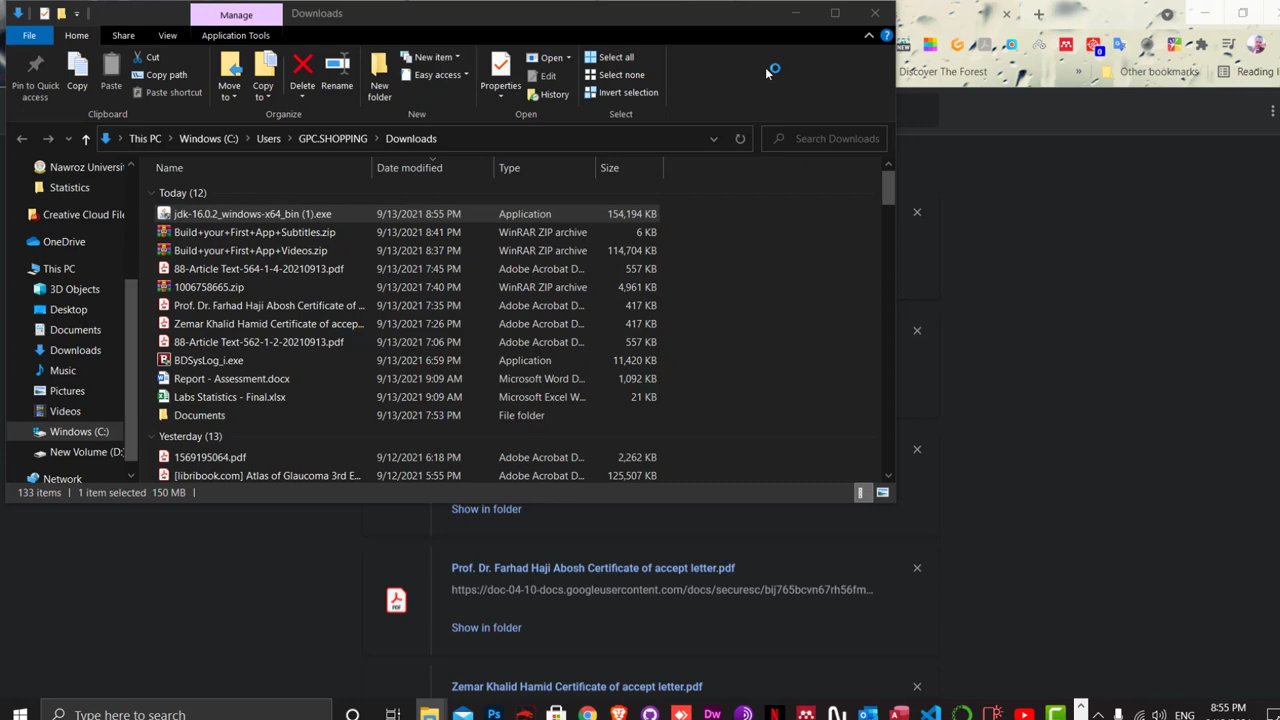 Manage
Downloads
File
Home
Share
View
Application Tools
Pin to Quick access
Copy
Paste
Cut
Copy path
Paste shortcut
Clipboard
Move to
Copy to
Delete
Rename
Organize
New folder
New item
Easy access
New
Properties
Open
Edit
History
Open
Select all
Select none
Invert selection
Select
Discover The Forest
»
Other bookmarks
Reading
This PC > Windows (C:) > Users > GPC.SHOPPING > Downloads
Search Downloads
Name Date modified Type Size
Nawroz Universi
Statistics
Creative Cloud File
OneDrive
This PC
3D Objects
Desktop
Documents
Downloads
Music
Pictures
Videos
Windows (C:)
New Volume (D:
Network
Today (12)
jdk-16.0.2_windows-x64_bin (1).exe 9/13/2021 8:55 PM Application 154,194 KB
Build+your+First+App+Subtitles.zip 9/13/2021 8:41 PM WinRAR ZIP archive 6 KB
Build+your+First+App+Videos.zip 9/13/2021 8:37 PM WinRAR ZIP archive 114,704 KB
88-Article Text-564-1-4-20210913.pdf 9/13/2021 7:45 PM Adobe Acrobat D... 557 KB
1006758665.zip 9/13/2021 7:40 PM WinRAR ZIP archive 4,961 KB
Prof. Dr. Farhad Haji Abosh Certificate of ... 9/13/2021 7:35 PM Adobe Acrobat D... 417 KB
Zemar Khalid Hamid Certificate of accep... 9/13/2021 7:26 PM Adobe Acrobat D... 417 KB
88-Article Text-562-1-2-20210913.pdf 9/13/2021 7:06 PM Adobe Acrobat D... 557 KB
BDSysLog_i.exe 9/13/2021 6:59 PM Application 11,420 KB
Report - Assessment.docx 9/13/2021 9:09 AM Microsoft Word D... 1,092 KB
Labs Statistics - Final.xlsx 9/13/2021 9:09 AM Microsoft Excel W... 21 KB
Documents 9/13/2021 7:53 PM File folder
Yesterday (13)
1569195064.pdf 9/12/2021 6:18 PM Adobe Acrobat D... 2,262 KB
[libribook.com] Atlas of Glaucoma 3rd E... 9/12/2021 5:55 PM Adobe Acrobat D... 125,507 KB
133 items 1 item selected 150 MB
Show in folder
PDF
Prof. Dr. Farhad Haji Abosh Certificate of accept letter.pdf
https://doc-04-10-docs.googleusercontent.com/docs/securesc/bij765bcvn67rh56fm...
Show in folder
Zemar Khalid Hamid Certificate of accept letter.pdf
Type here to search
Ps
Dw
N
ENG
8:55 PM